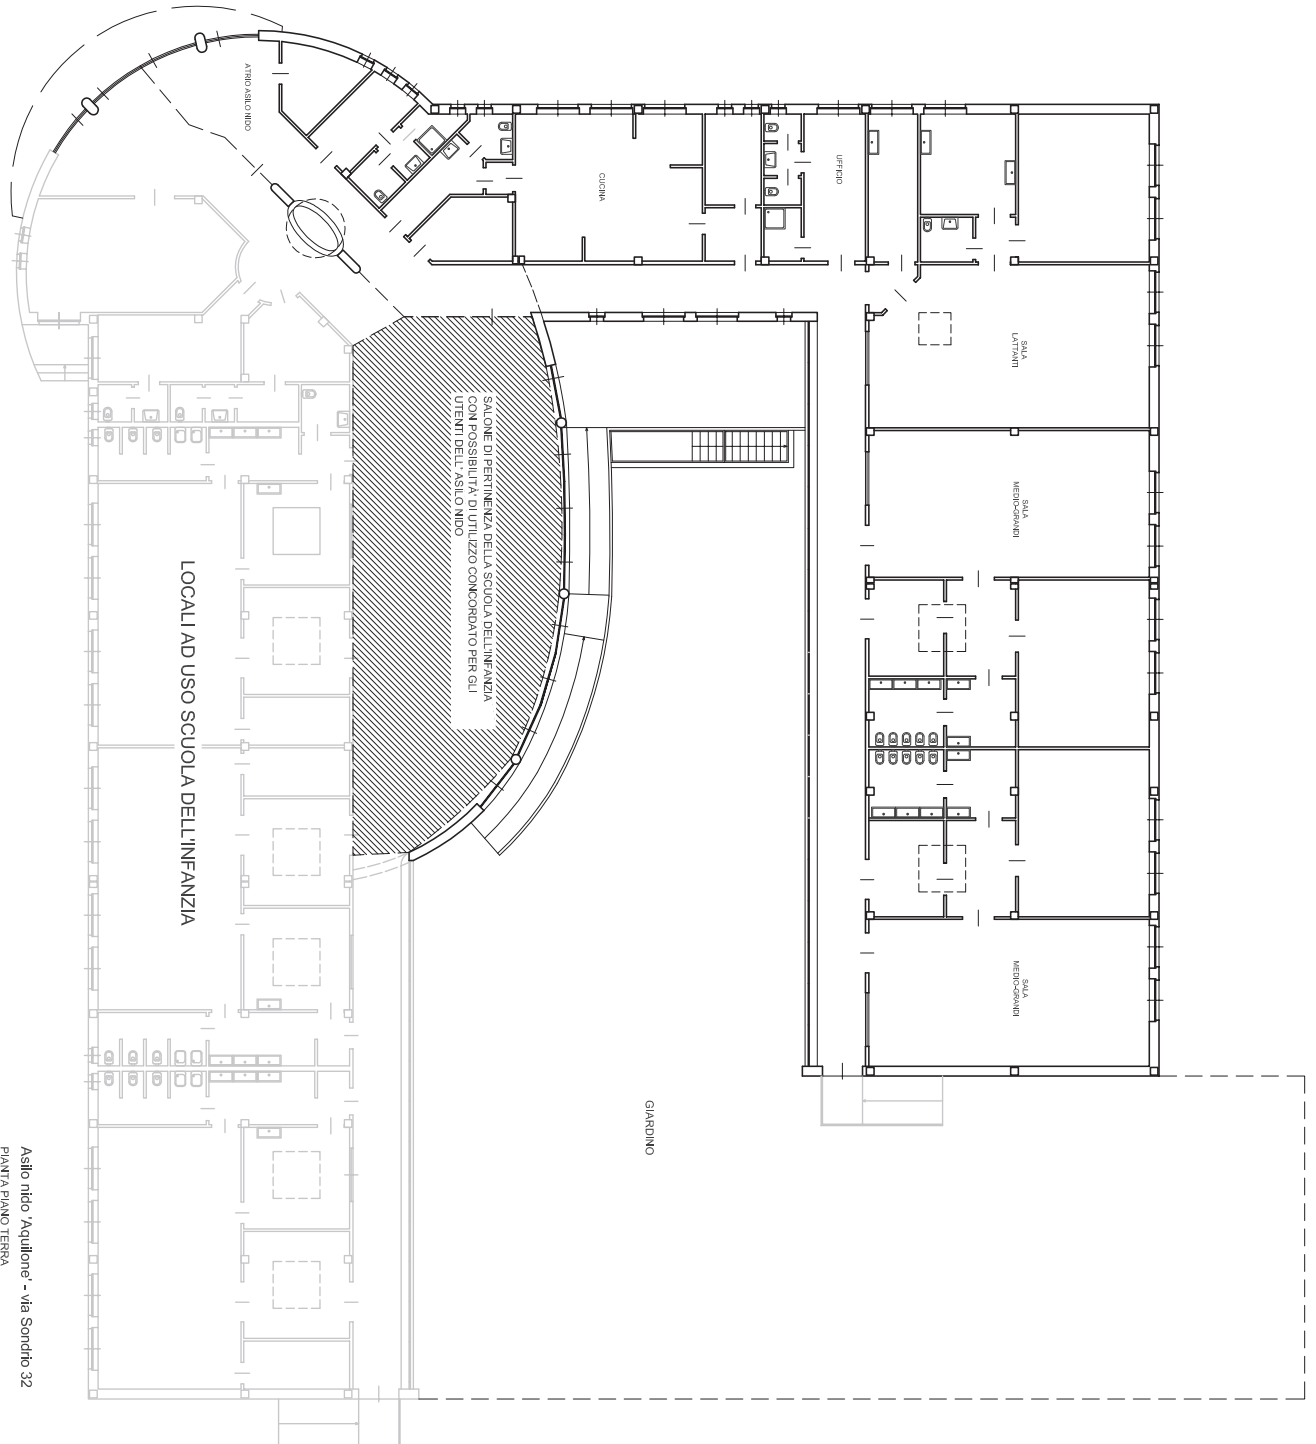 ATRIO ASILO NIDO
CUCINA
UFFICIO
SALA
LATTANTI
SALA
MEDIO-GRANDI
SALA
MEDIO-GRANDI
SALONE DI PERTINENZA DELLA SCUOLA DELL'INFANZIA
CON POSSIBILITA' DI UTILIZZO CONCORDATO PER GLI
UTENTI DELL' ASILO NIDO
LOCALI AD USO SCUOLA DELL'INFANZIA
GIARDINO
Asilo nido 'Aquilone' - via Sondrio 32
PIANTA PIANO TERRA